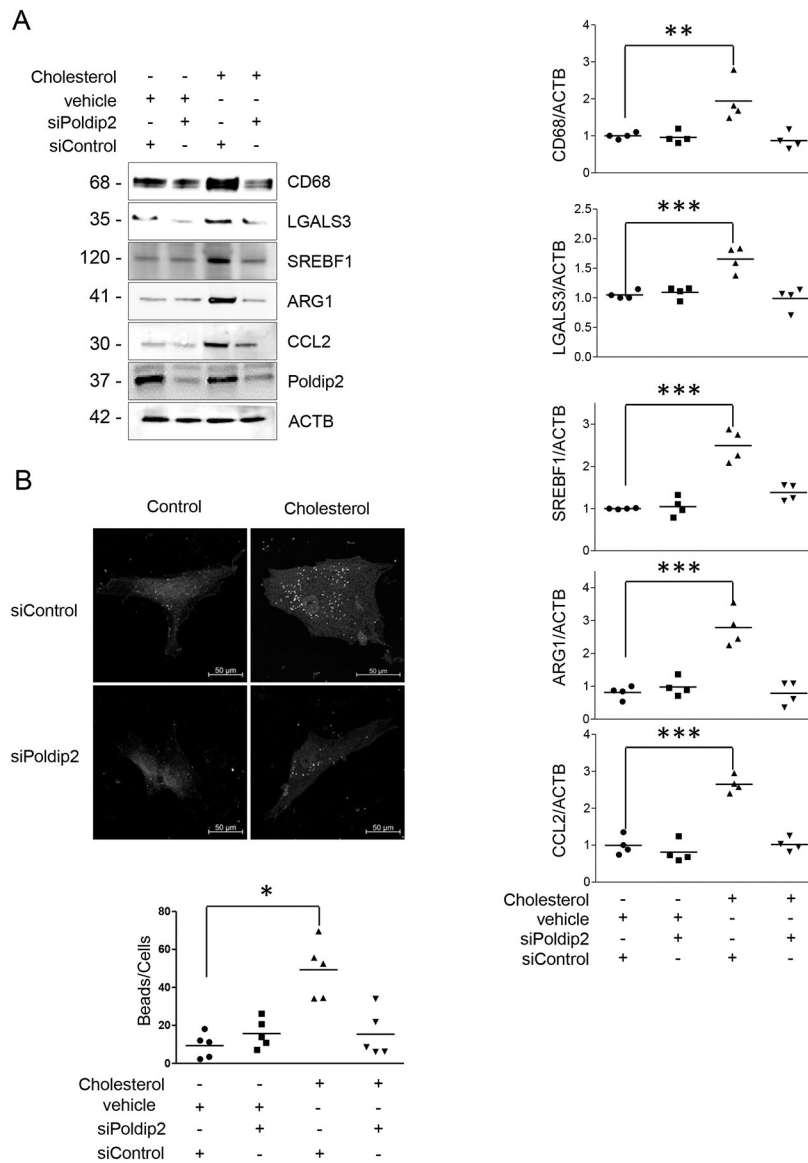 A
Cholesterol - - + +
vehicle + + - -
siPoldip2 - + - +
siControl + - + -
68 - CD68
35 - LGALS3
120 - SREBF1
41 - ARG1
30 - CCL2
37 - Poldip2
42 - ACTB
B
Control Cholesterol
siControl
50 µm 50 µm
siPoldip2
50 µm 50 µm
*
Beads/Cells
80
60
40
20
0
Cholesterol - - + +
vehicle + + - -
siPoldip2 - + - +
siControl + - + -
**
CD68/ACTB
4
3
2
1
0
***
LGALS3/ACTB
2.5
2.0
1.5
1.0
0.5
0.0
***
SREBF1/ACTB
3
2
1
0
***
ARG1/ACTB
4
3
2
1
0
***
CCL2/ACTB
4
3
2
1
0
Cholesterol - - + +
vehicle + + - -
siPoldip2 - + - +
siControl + - + -